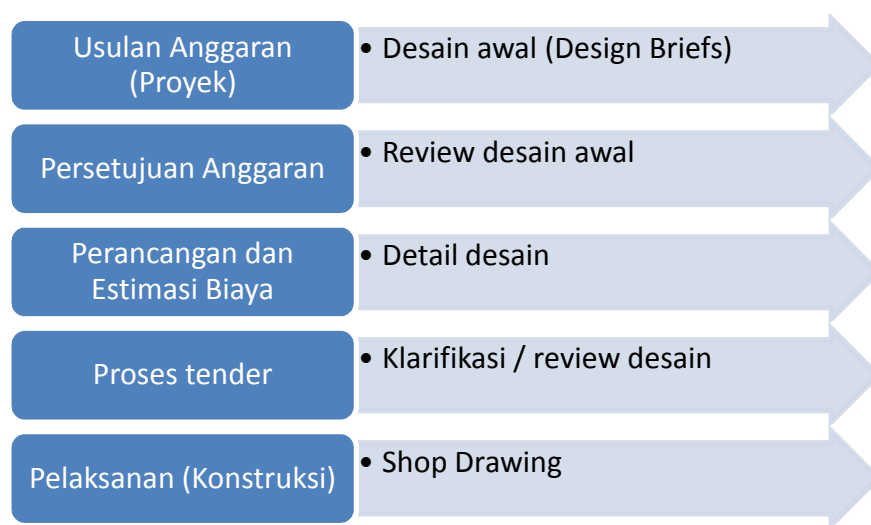 Usulan Anggaran
(Proyek)
• Desain awal (Design Briefs)
Persetujuan Anggaran
• Review desain awal
Perancangan dan
Estimasi Biaya
• Detail desain
Proses tender
• Klarifikasi / review desain
Pelaksanan (Konstruksi)
• Shop Drawing